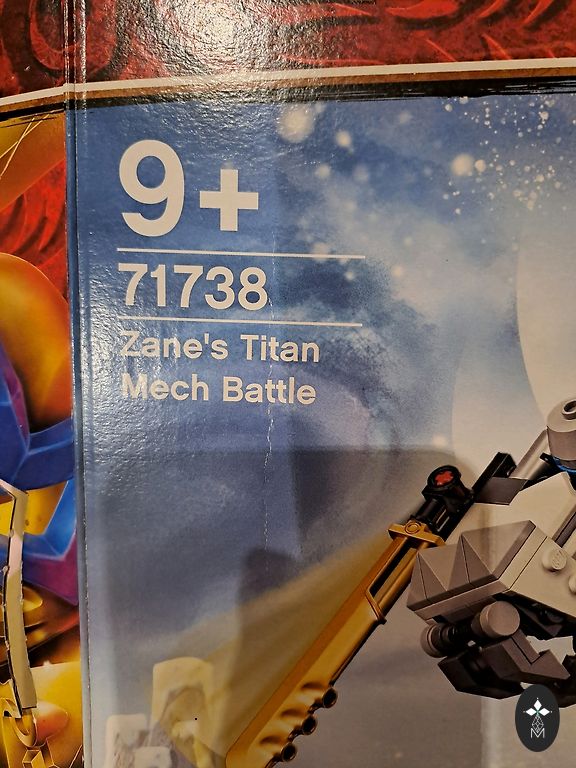 9+
71738
Zane's Titan
Mech Battle
M